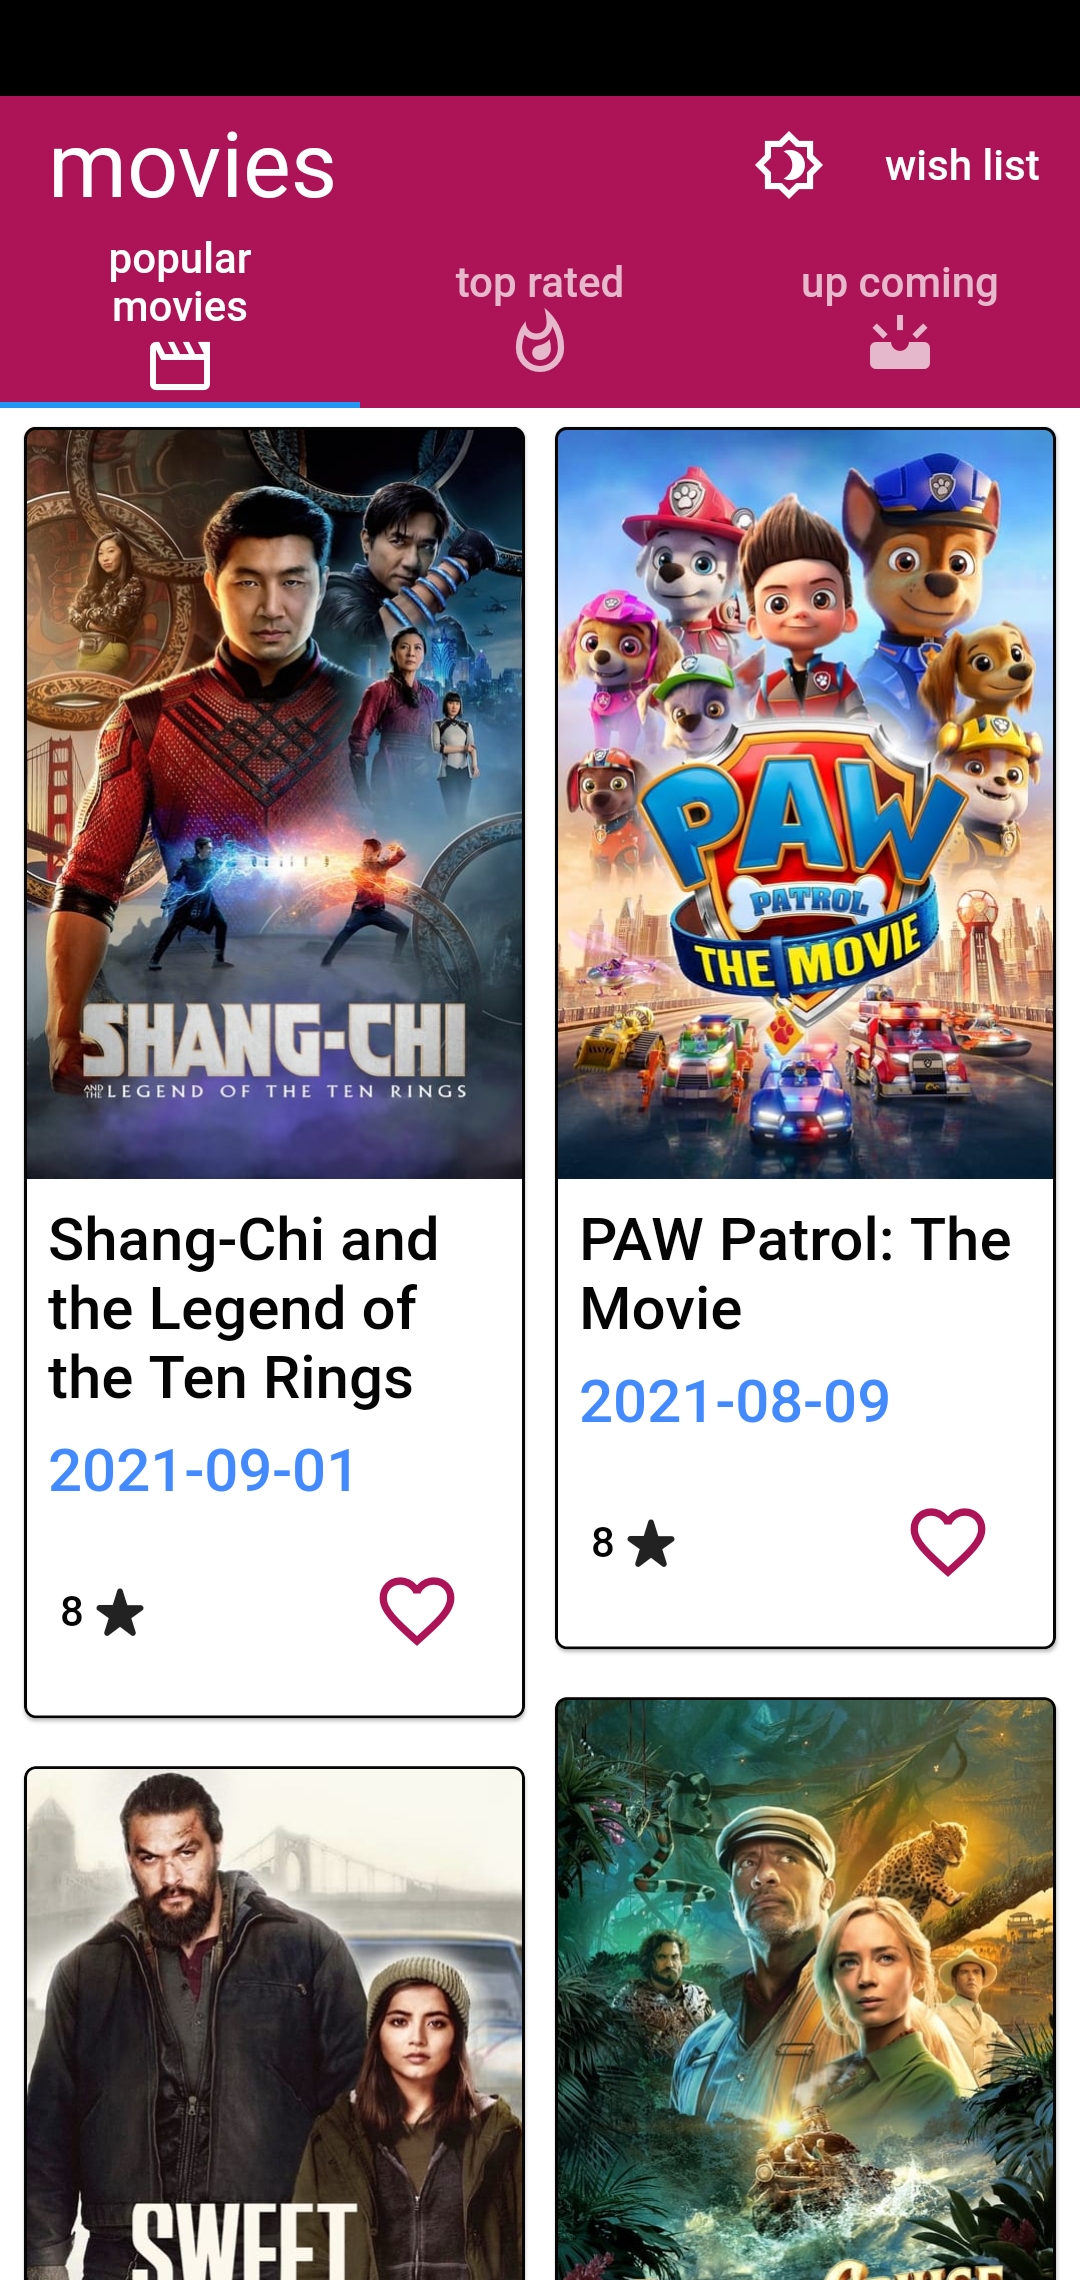 movies
wish list
popular
movies
top rated
up coming
SHANG-CHI
AND THE LEGEND OF THE TEN RINGS
Shang-Chi and
the Legend of
the Ten Rings
2021-09-01
8
PAW
PATROL
THE MOVIE
PAW Patrol: The
Movie
2021-08-09
8
SWEET
CRUISE